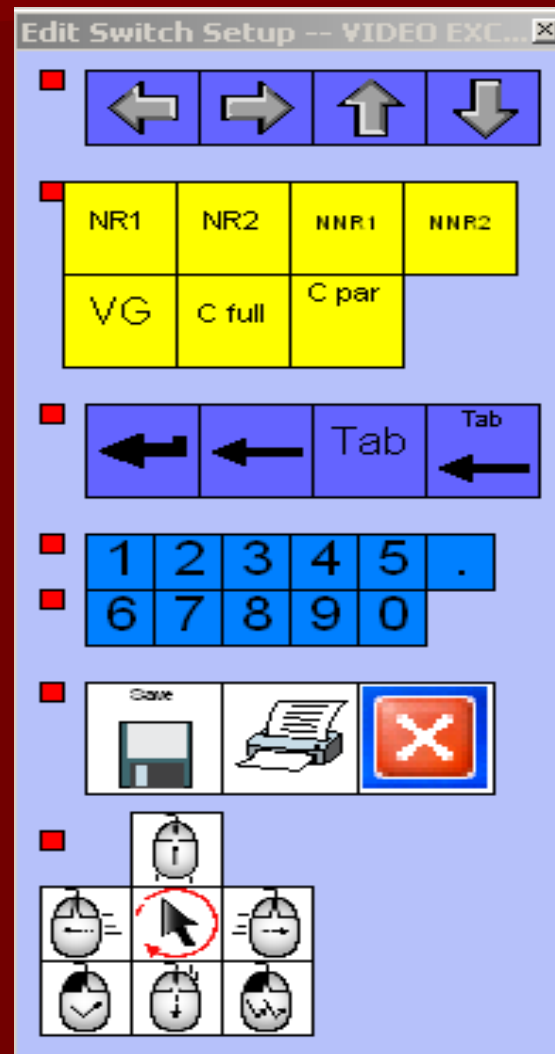 Edit Switch Setup -- VIDEO EXC...
NR1 NR2 NNR1 NNR2
VG C full C par
Tab Tab
1 2 3 4 5 .
6 7 8 9 0
Save